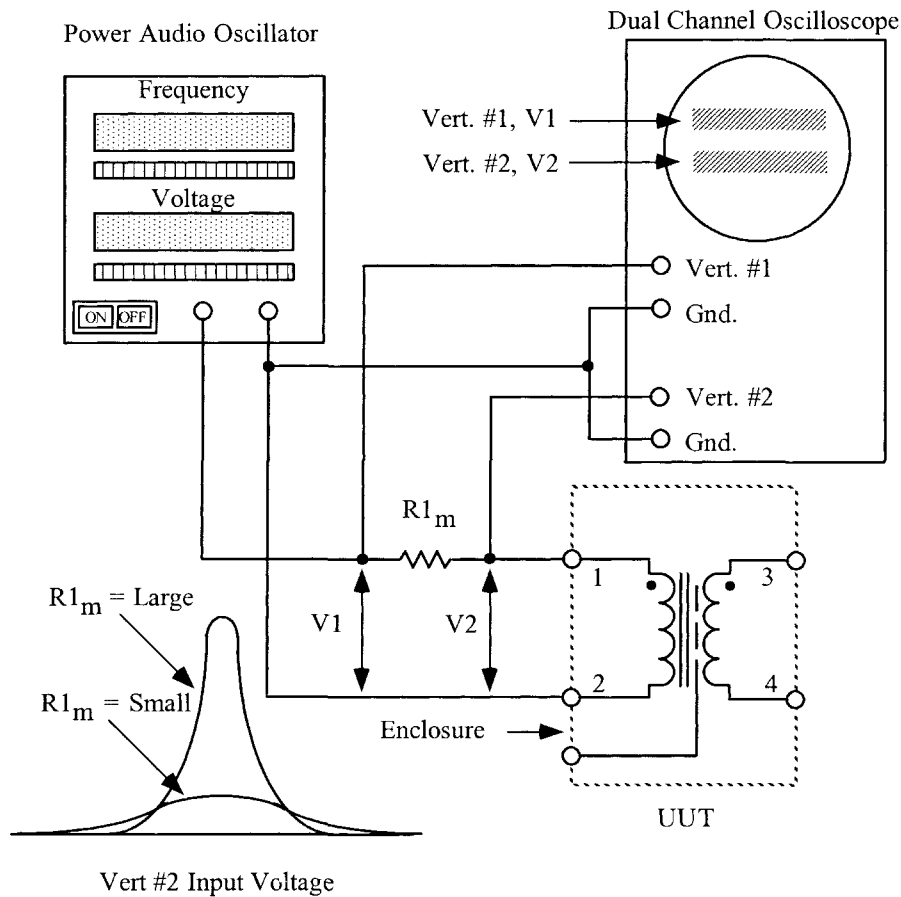 Power Audio Oscillator
Dual Channel Oscilloscope
Frequency
Voltage
ON OFF
Vert. #1, V1
Vert. #2, V2
Vert. #1
Gnd.
Vert. #2
Gnd.
R1m
V1
V2
1
2
3
4
Enclosure
UUT
R1m = Large
R1m = Small
Vert #2 Input Voltage